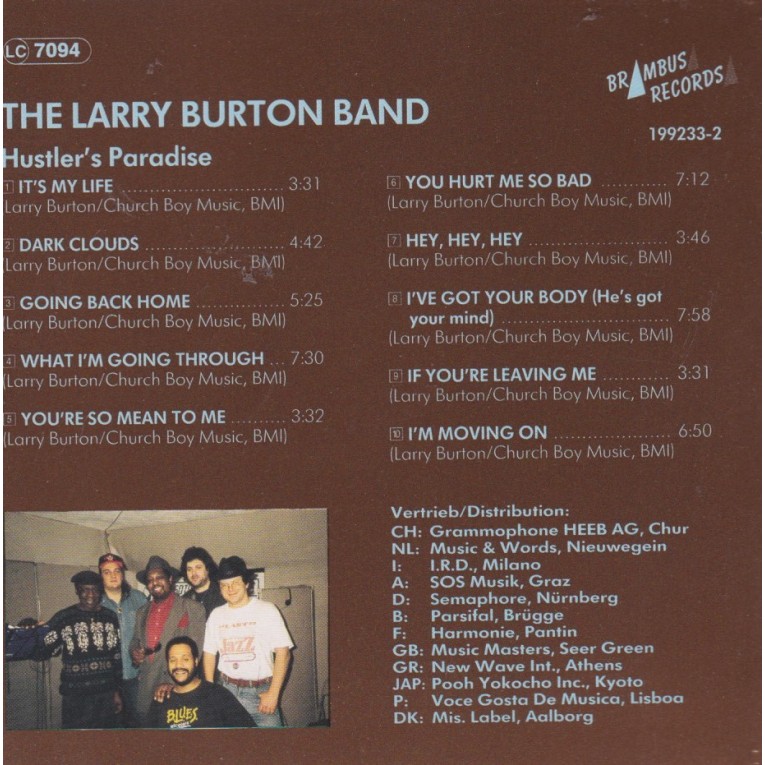 LC 7094
BRAMBUS
RECORDS
THE LARRY BURTON BAND
199233-2
Hustler's Paradise
1 IT'S MY LIFE ............................ 3:31
(Larry Burton/Church Boy Music, BMI)
2 DARK CLOUDS ........................ 4:42
(Larry Burton/Church Boy Music, BMI)
3 GOING BACK HOME ............... 5:25
(Larry Burton/Church Boy Music, BMI)
4 WHAT I'M GOING THROUGH ... 7:30
(Larry Burton/Church Boy Music, BMI)
5 YOU'RE SO MEAN TO ME ......... 3:32
(Larry Burton/Church Boy Music, BMI)
6 YOU HURT ME SO BAD ............ 7:12
(Larry Burton/Church Boy Music, BMI)
7 HEY, HEY, HEY ........................ 3:46
(Larry Burton/Church Boy Music, BMI)
8 I'VE GOT YOUR BODY (He's got
your mind) ............................. 7:58
(Larry Burton/Church Boy Music, BMI)
9 IF YOU'RE LEAVING ME ............ 3:31
(Larry Burton/Church Boy Music, BMI)
10 I'M MOVING ON .................... 6:50
(Larry Burton/Church Boy Music, BMI)
Vertrieb/Distribution:
CH: Grammophone HEEB AG, Chur
NL: Music & Words, Nieuwegein
I: I.R.D., Milano
A: SOS Musik, Graz
D: Semaphore, Nürnberg
B: Parsifal, Brügge
F: Harmonie, Pantin
GB: Music Masters, Seer Green
GR: New Wave Int., Athens
JAP: Pooh Yokocho Inc., Kyoto
P: Voce Gosta De Musica, Lisboa
DK: Mis. Label, Aalborg
Jazz
BLUES